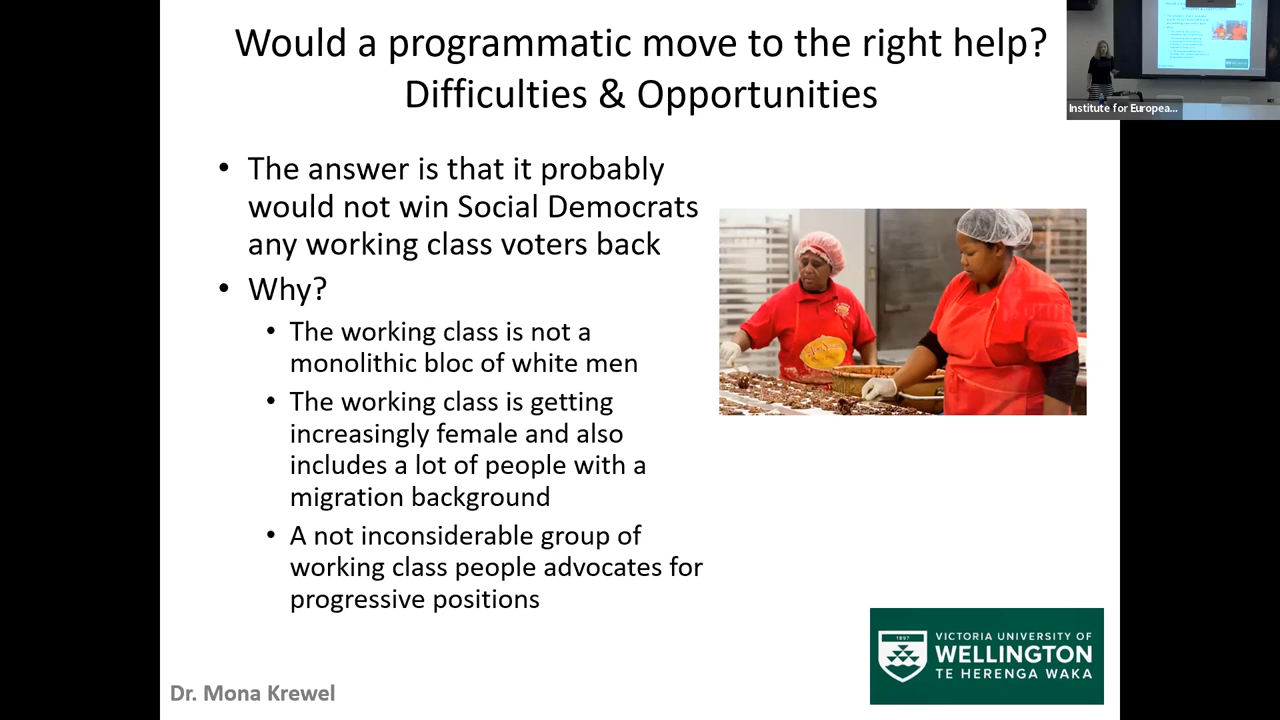 Would a programmatic move to the right help?
Difficulties & Opportunities
Institute for Europea...
• The answer is that it probably
would not win Social Democrats
any working class voters back
• Why?
• The working class is not a
monolithic bloc of white men
• The working class is getting
increasingly female and also
includes a lot of people with a
migration background
• A not inconsiderable group of
working class people advocates for
progressive positions
1897
VICTORIA UNIVERSITY OF
WELLINGTON
TE HERENGA WAKA
Dr. Mona Krewel